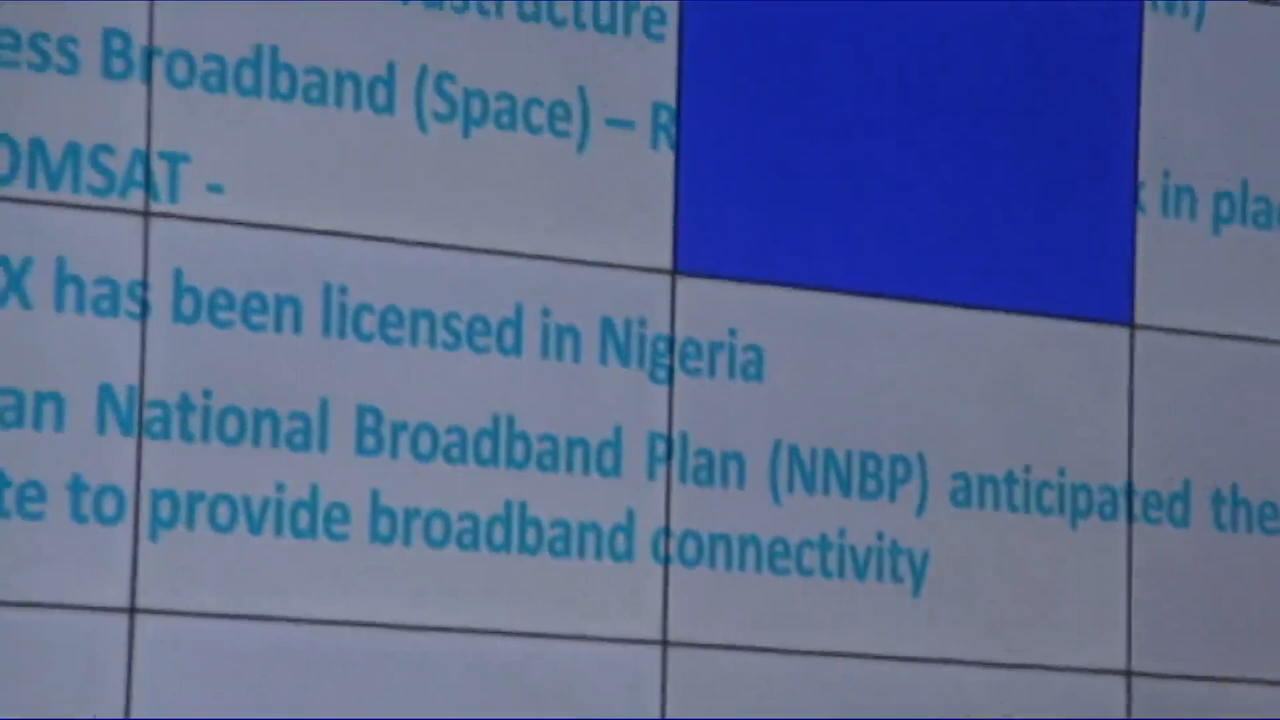 ess Broadband (Space) – R
OMSAT -
in pla
X has been licensed in Nigeria
an National Broadband Plan (NNBP) anticipated the
te to provide broadband connectivity